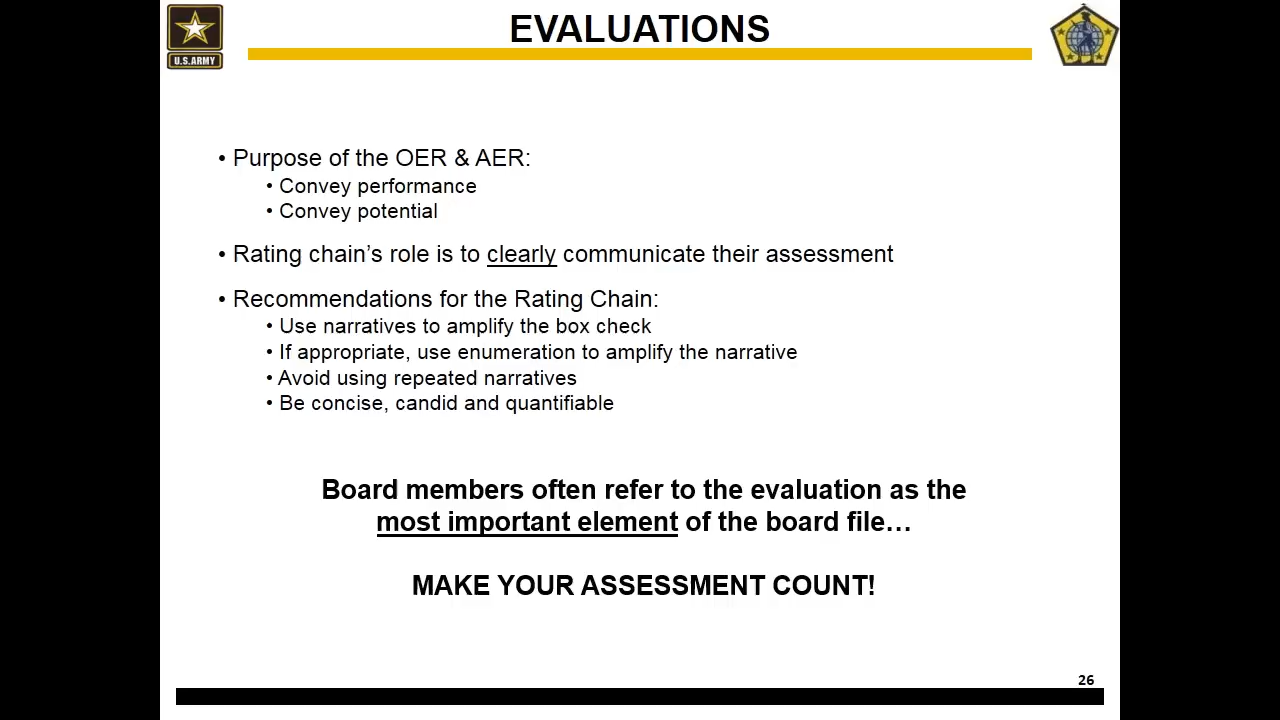 EVALUATIONS
U.S.ARMY
• Purpose of the OER & AER:
• Convey performance
• Convey potential
• Rating chain’s role is to clearly communicate their assessment
• Recommendations for the Rating Chain:
• Use narratives to amplify the box check
• If appropriate, use enumeration to amplify the narrative
• Avoid using repeated narratives
• Be concise, candid and quantifiable
Board members often refer to the evaluation as the
most important element of the board file…
MAKE YOUR ASSESSMENT COUNT!
26